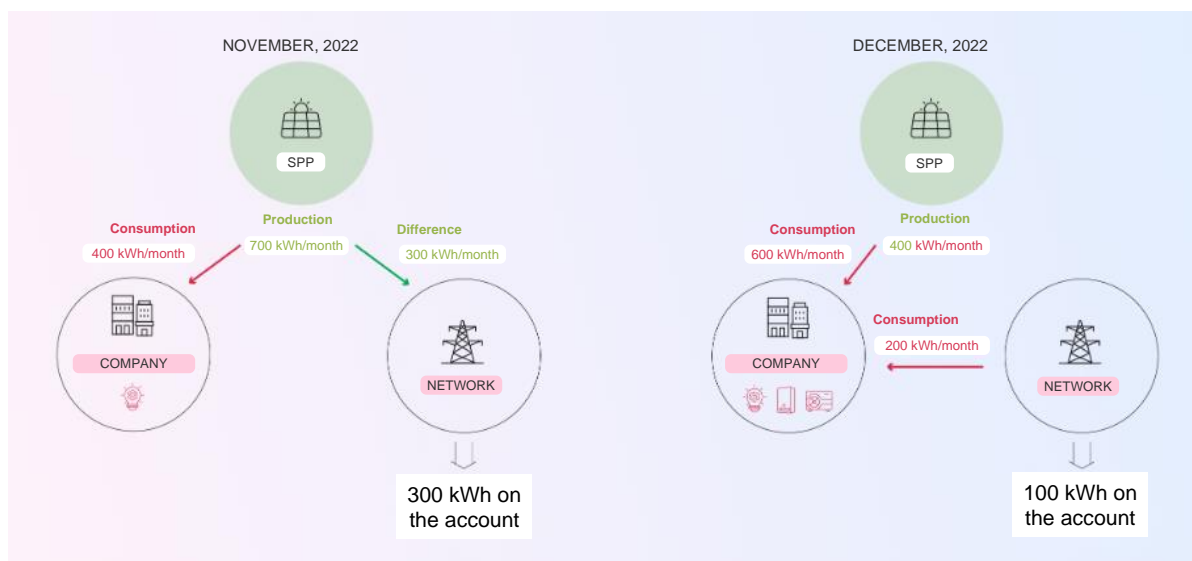 NOVEMBER, 2022
SPP
Production
Consumption
Difference
700 kWh/month
400 kWh/month
300 kWh/month
COMPANY
NETWORK
300 kWh on
the account
DECEMBER, 2022
SPP
Production
Consumption
400 kWh/month
600 kWh/month
Consumption
200 kWh/month
COMPANY
NETWORK
100 kWh on
the account